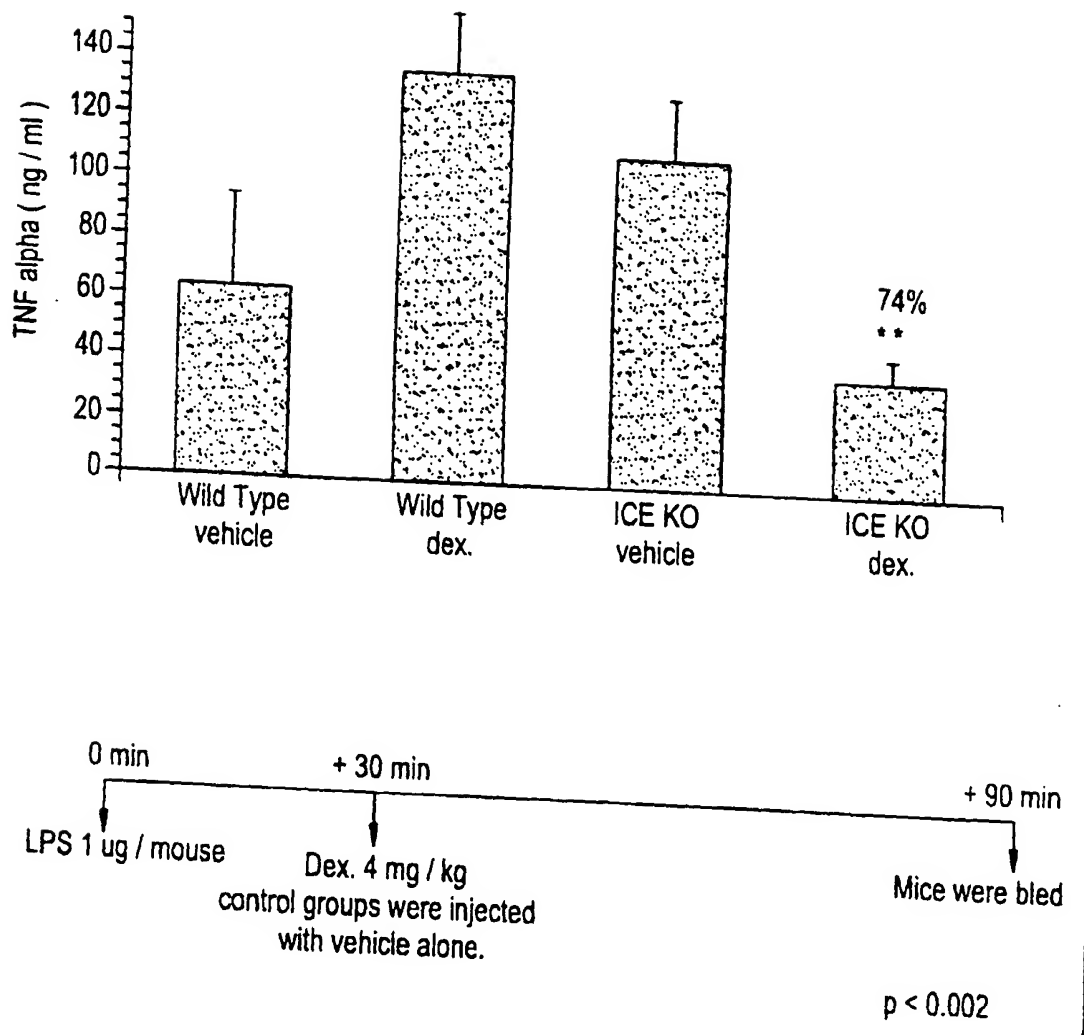 TNF alpha ( ng / ml )
140
120
100
80
60
40
20
0
74%
**
Wild Type
vehicle
Wild Type
dex.
ICE KO
vehicle
ICE KO
dex.
0 min
+ 30 min
+ 90 min
LPS 1 ug / mouse
Dex. 4 mg / kg
control groups were injected
with vehicle alone.
Mice were bled
p < 0.002